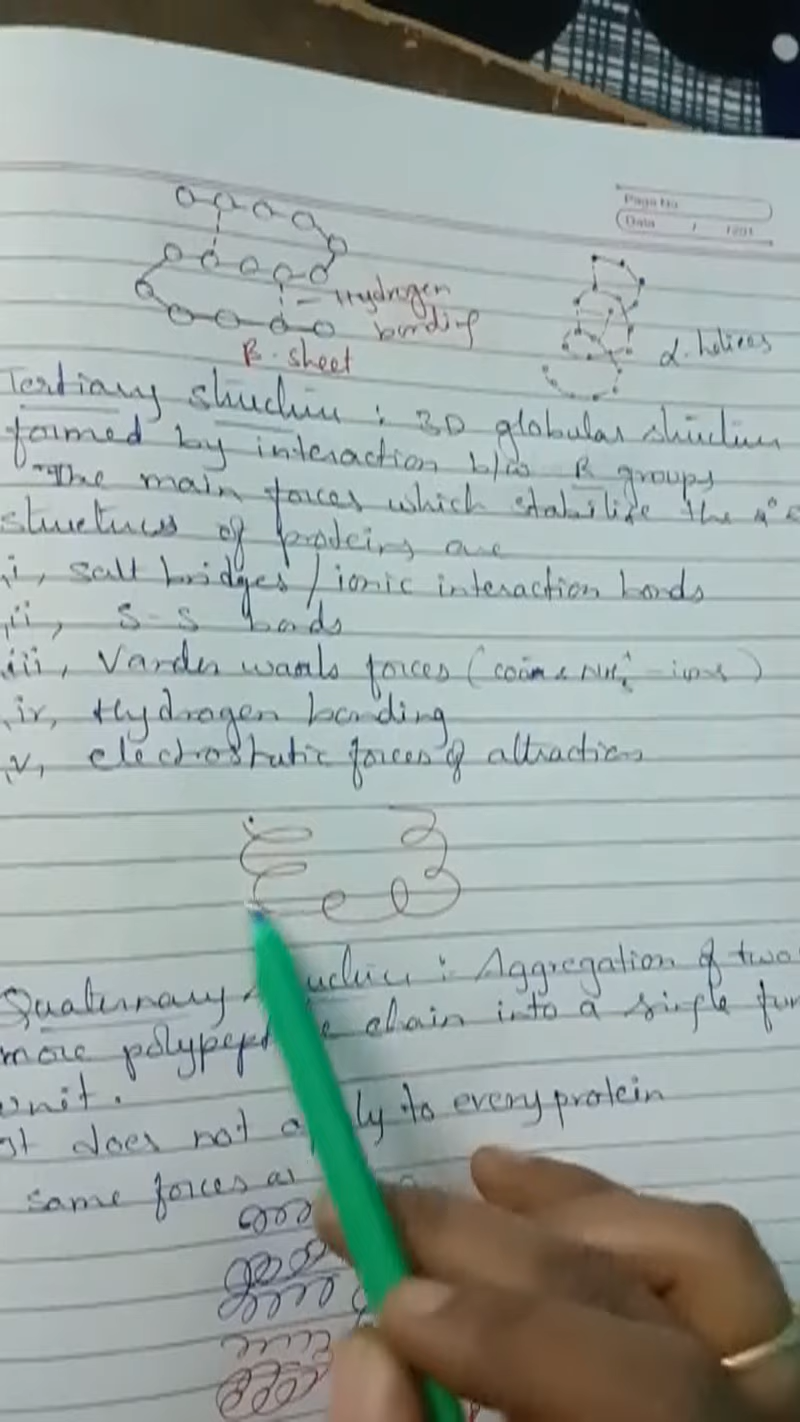 Page No
Date / /
Hydrogen
bonding
β-sheet
α-helices
Tertiary structure : 3D globular structure
formed by interaction b/w R groups
The main forces which stabilize the 4°
structures of proteins are
i, salt bridges / ionic interaction bonds
ii, S-S bonds
iii, Vander waals forces (
iv, Hydrogen bonding
v, electrostatic forces of attraction
Quaternary : Aggregation of two
more chain into a single
unit.
It does not to every protein
same forces as